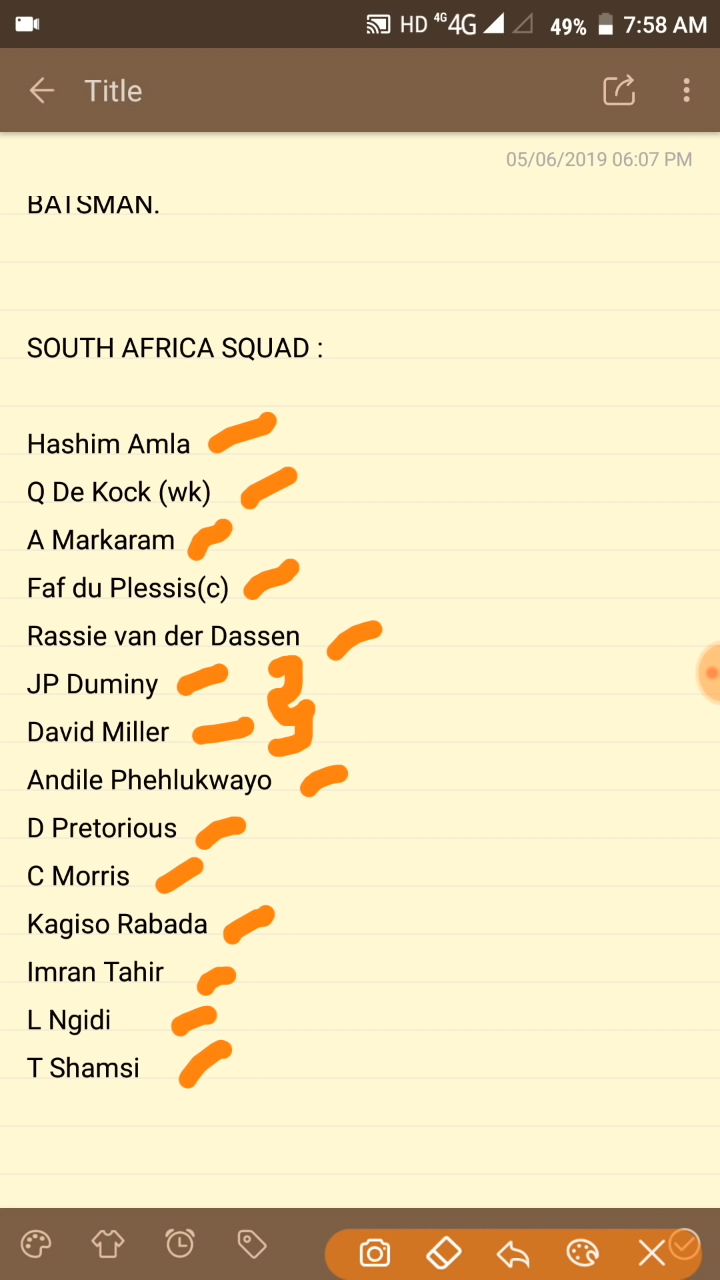 HD 4G 4G 49% 7:58 AM
Title
05/06/2019 06:07 PM
BATSMAN.
SOUTH AFRICA SQUAD :
Hashim Amla
Q De Kock (wk)
A Markaram
Faf du Plessis(c)
Rassie van der Dassen
JP Duminy
David Miller
Andile Phehlukwayo
D Pretorious
C Morris
Kagiso Rabada
Imran Tahir
L Ngidi
T Shamsi